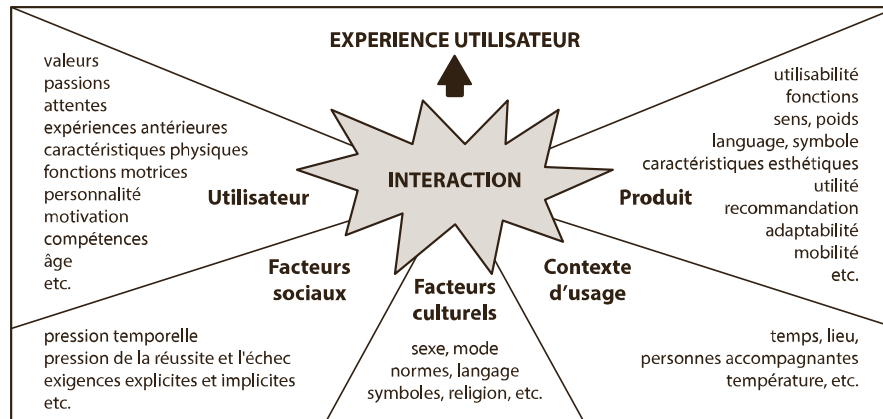 EXPERIENCE UTILISATEUR
valeurs
passions
attentes
expériences antérieures
caractéristiques physiques
fonctions motrices
personnalité
motivation
compétences
âge
etc.
Utilisateur
INTERACTION
Produit
utilisabilité
fonctions
sens, poids
language, symbole
caractéristiques esthétiques
utilité
recommandation
adaptabilité
mobilité
etc.
Facteurs
sociaux
pression temporelle
pression de la réussite et l'échec
exigences explicites et implicites
etc.
Facteurs
culturels
sexe, mode
normes, langage
symboles, religion, etc.
Contexte
d'usage
temps, lieu,
personnes accompagnantes
température, etc.